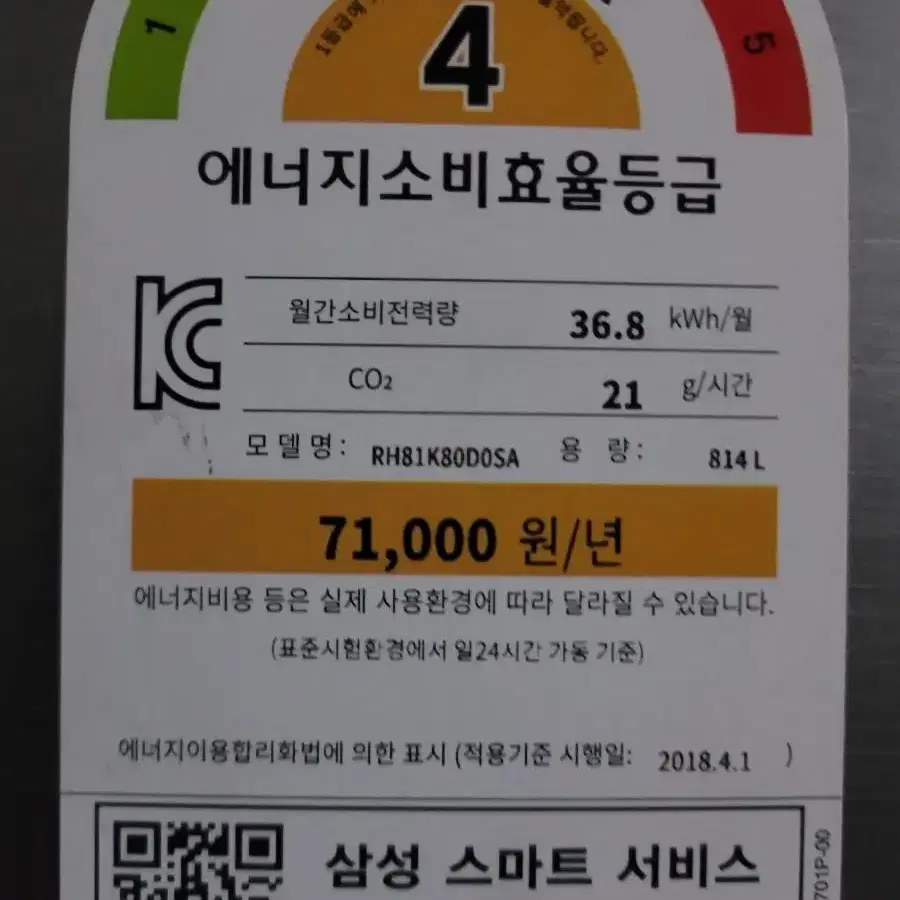 1
4
5
에너지소비효율등급
월간소비전력량 36.8 kWh/월
CO₂ 21 g/시간
모델명: RH81K80D0SA 용 량: 814 L
71,000 원/년
에너지비용 등은 실제 사용환경에 따라 달라질 수 있습니다.
(표준시험환경에서 일24시간 가동 기준)
에너지이용합리화법에 의한 표시 (적용기준 시행일: 2018.4.1 )
삼성 스마트 서비스
701P-00